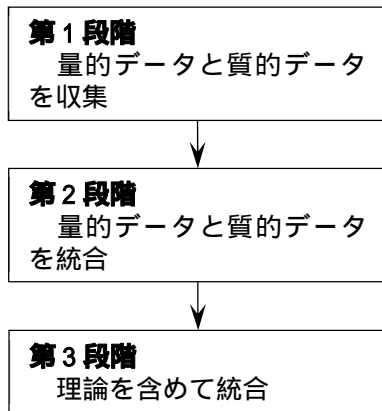 第1段階
量的データと質的データ
を収集
第2段階
量的データと質的データ
を統合
第3段階
理論を含めて統合